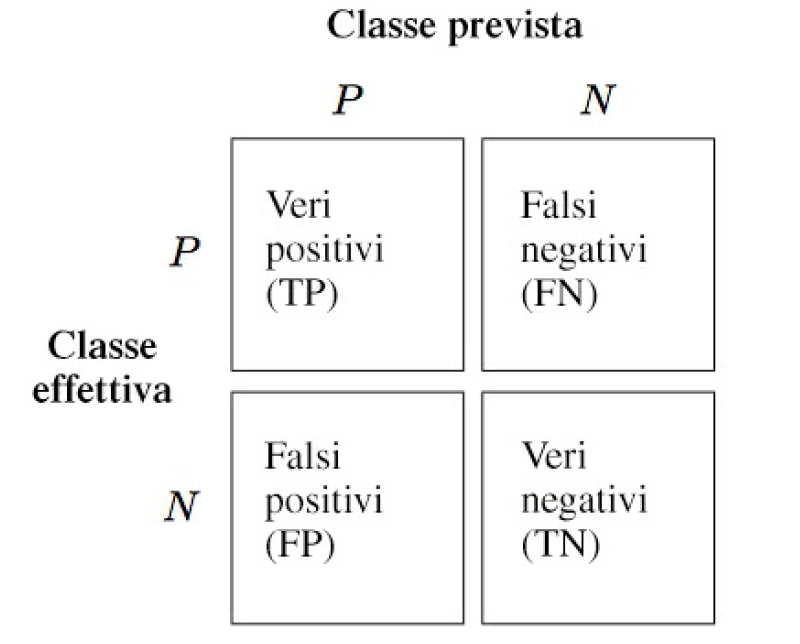 Classe prevista
P N
P
Veri
positivi
(TP)
Falsi
negativi
(FN)
Classe
effettiva
N
Falsi
positivi
(FP)
Veri
negativi
(TN)